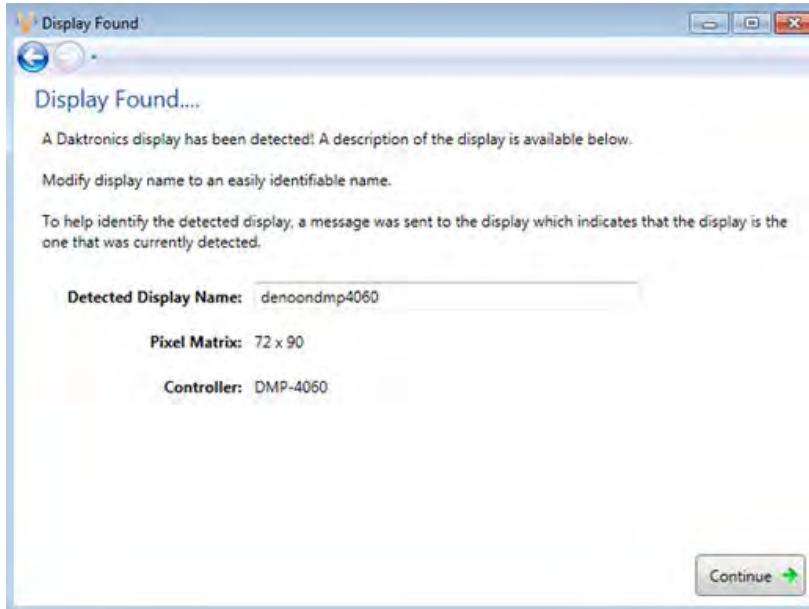 Display Found
Display Found....
A Daktronics display has been detected! A description of the display is available below.
Modify display name to an easily identifiable name.
To help identify the detected display, a message was sent to the display which indicates that the display is the
one that was currently detected.
Detected Display Name: denoondmp4060
Pixel Matrix: 72 x 90
Controller: DMP-4060
Continue